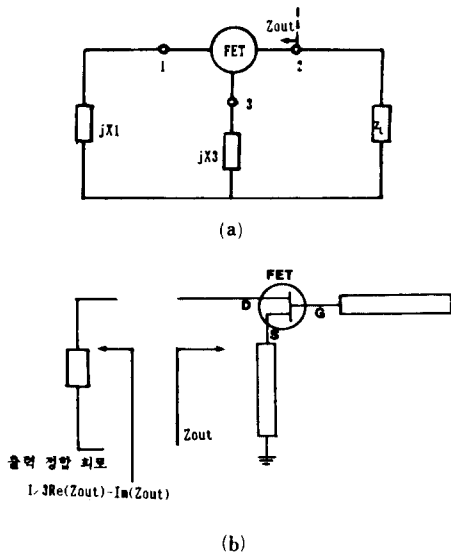 Zout
FET
1
2
3
jX1
jX3
Z_L
(a)
FET
D
G
S
Zout
출력 정합 회로
1/3Re(Zout)-Im(Zout)
(b)